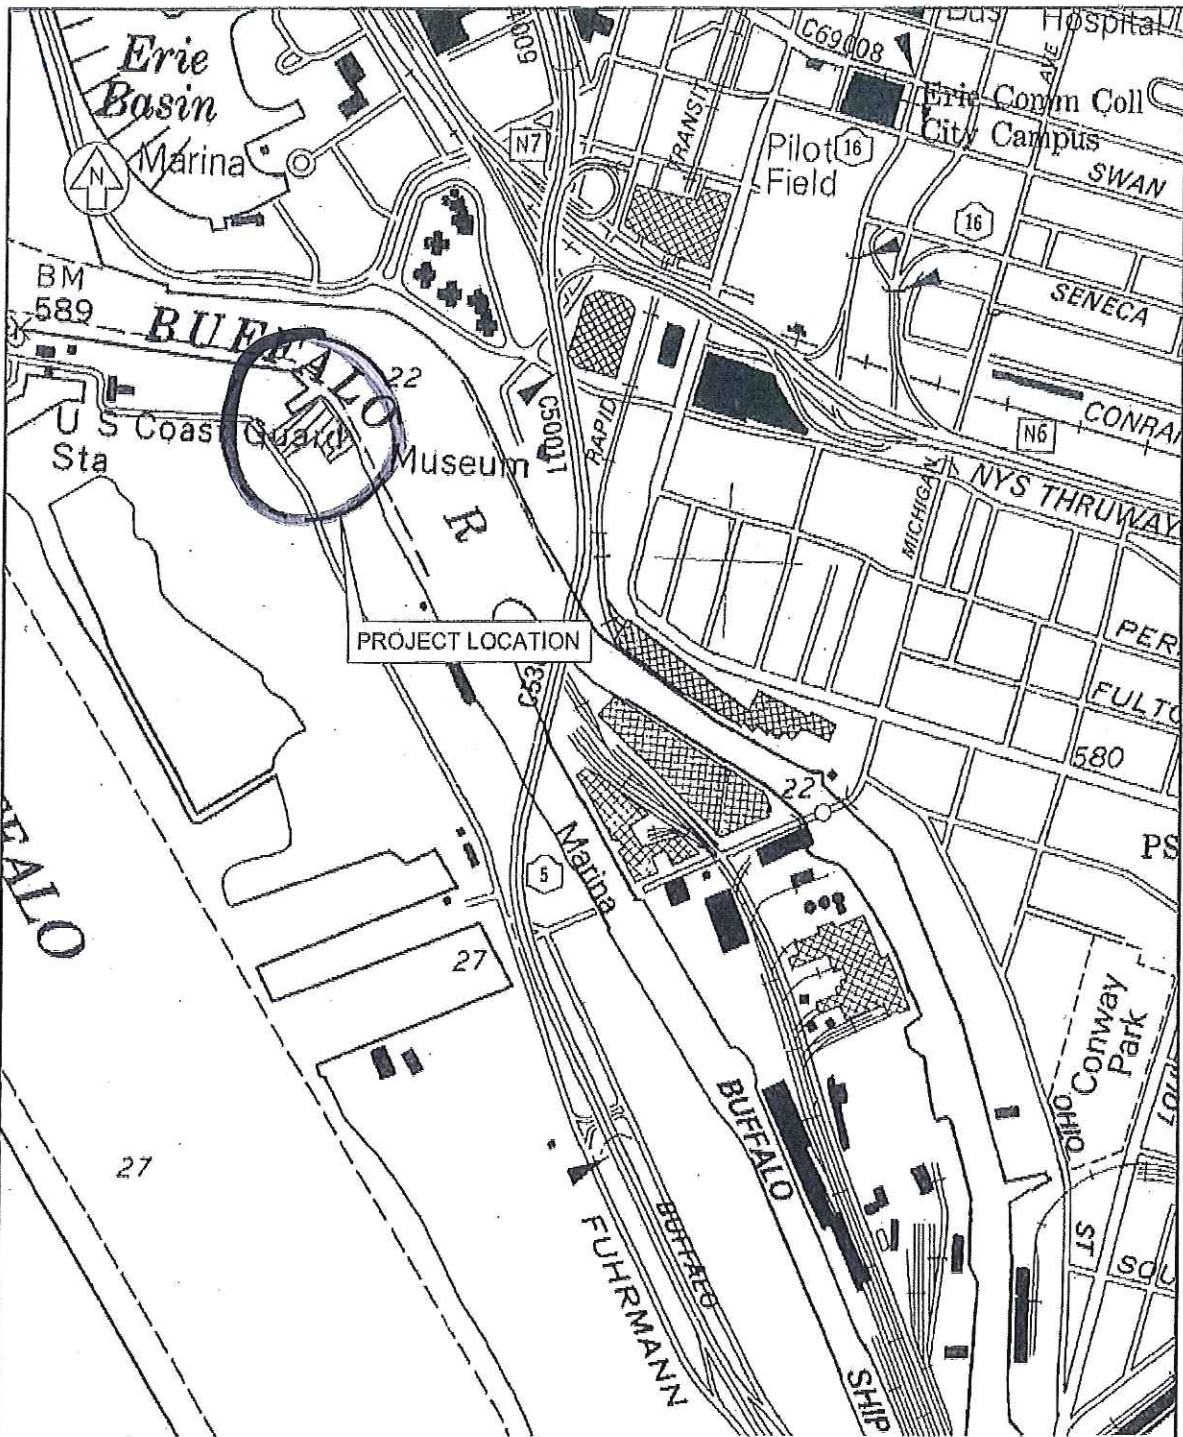 Hospital
C69008
AVE
Erie
Basin
Erie Comm Coll
City Campus
TRANSIT
N7
Pilot
Field
16
Marina
N
SWAN
16
BM
589
SENECA
BUFFALO
22
U S Coast Guard
Sta
Museum
C50011
RAPID
CONRAI
N6
NYS THRUWAY
MICHIGAN
R
PROJECT LOCATION
PER
FULTO
580
22
PS
Marina
5
27
Conway
Park
27
BUFFALO
OHIO
ST
BUFFALO
FUHRMANN
SOU
SHIP